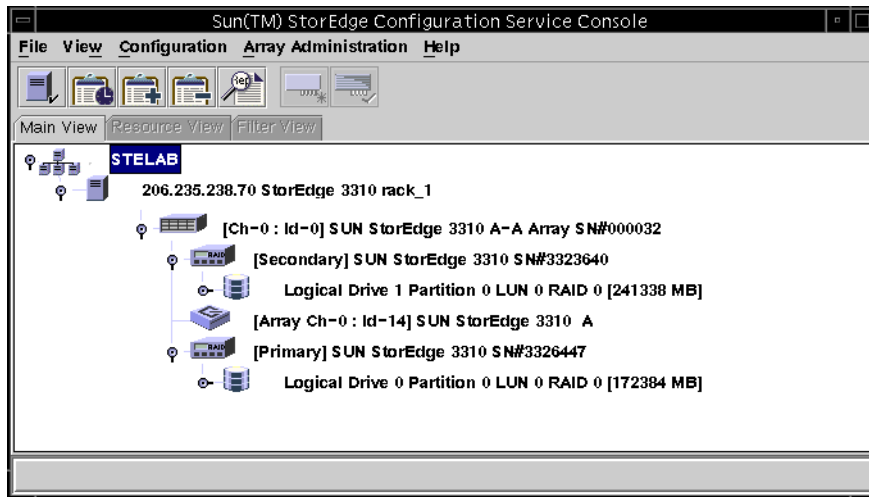 Sun(TM) StorEdge Configuration Service Console
File View Configuration Array Administration Help
Main View Resource View Filter View
STELAB
206.235.238.70 StorEdge 3310 rack_1
[Ch-0 : Id-0] SUN StorEdge 3310 A-A Array SN#000032
[Secondary] SUN StorEdge 3310 SN#3323640
Logical Drive 1 Partition 0 LUN 0 RAID 0 [241338 MB]
[Array Ch-0 : Id-14] SUN StorEdge 3310 A
[Primary] SUN StorEdge 3310 SN#3326447
Logical Drive 0 Partition 0 LUN 0 RAID 0 [172384 MB]